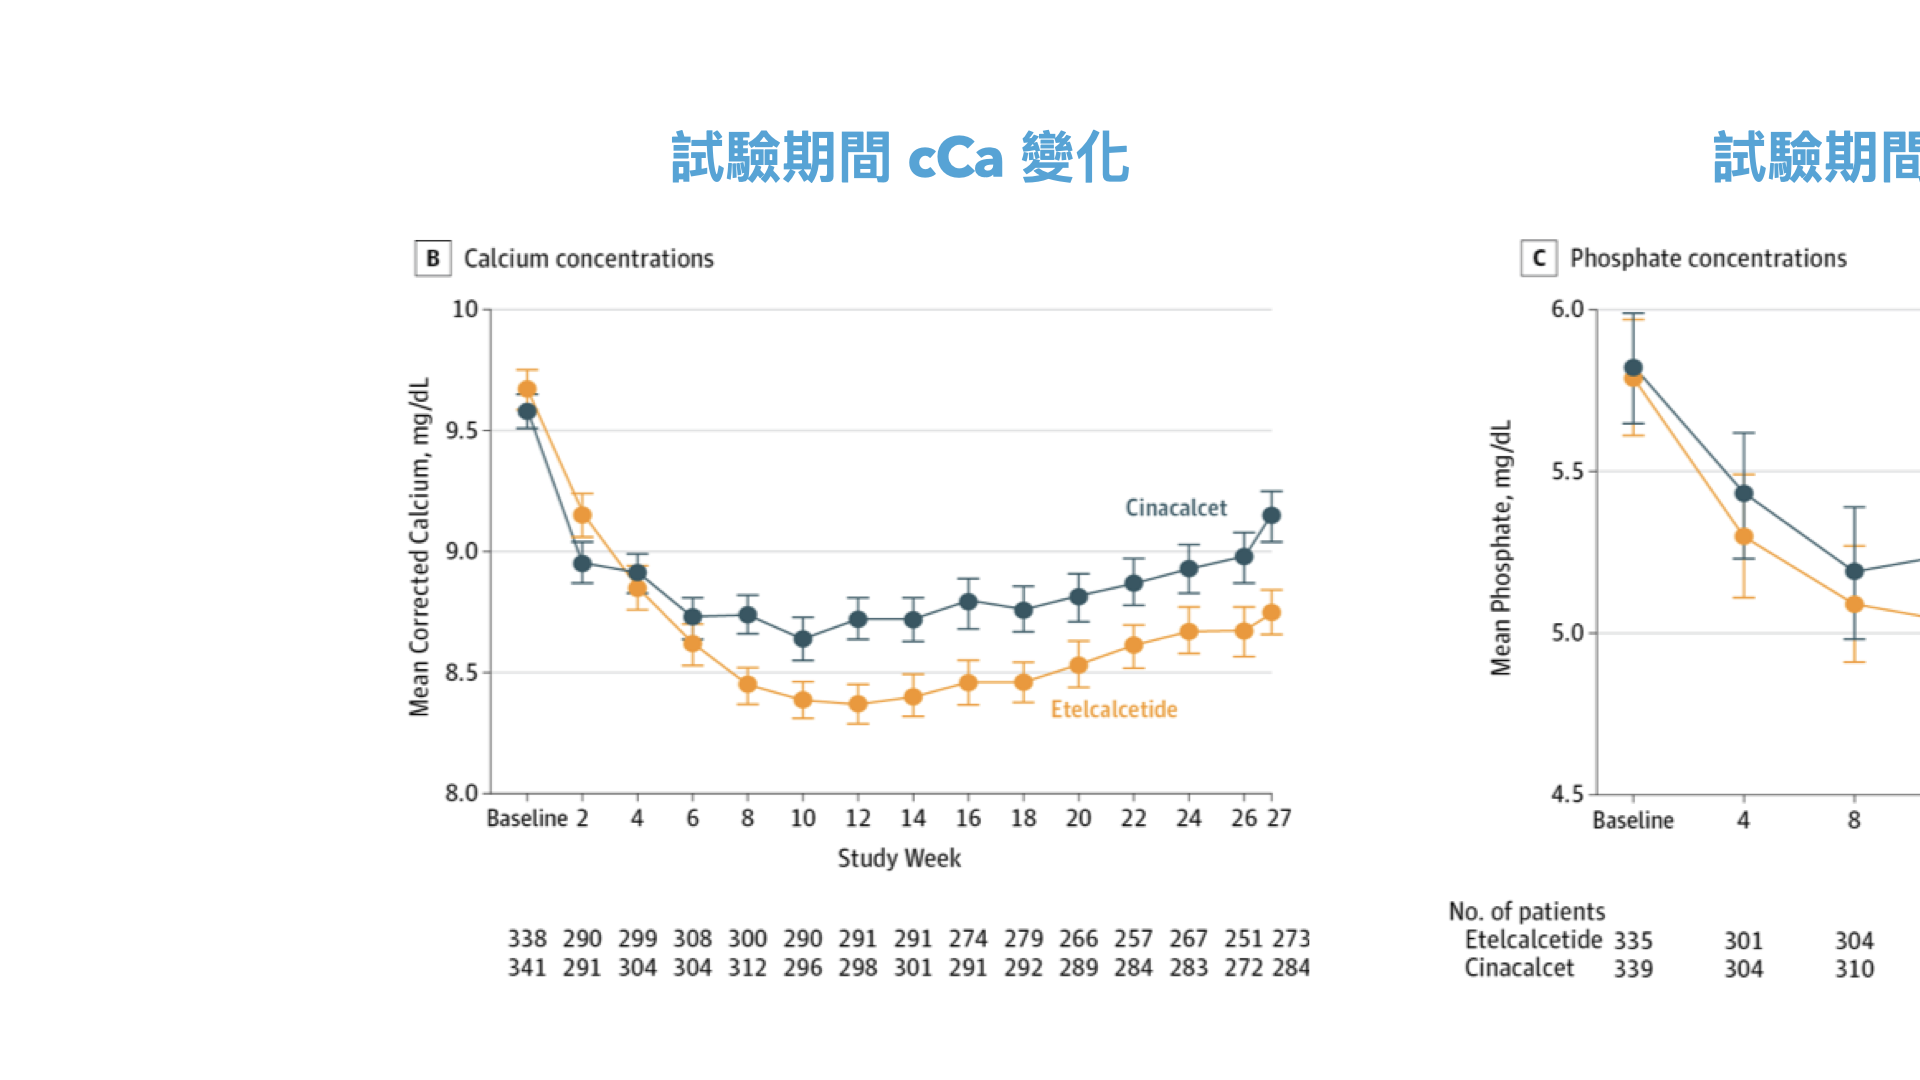 試驗期間 cCa 變化
試驗期間
B Calcium concentrations
Mean Corrected Calcium, mg/dL
10
9.5
9.0
8.5
8.0
Cinacalcet
Etelcalcetide
Baseline 2 4 6 8 10 12 14 16 18 20 22 24 26 27
Study Week
338 290 299 308 300 290 291 291 274 279 266 257 267 251 273
341 291 304 304 312 296 298 301 291 292 289 284 283 272 284
C Phosphate concentrations
Mean Phosphate, mg/dL
6.0
5.5
5.0
4.5
Baseline 4 8
No. of patients
Etelcalcetide 335 301 304
Cinacalcet 339 304 310